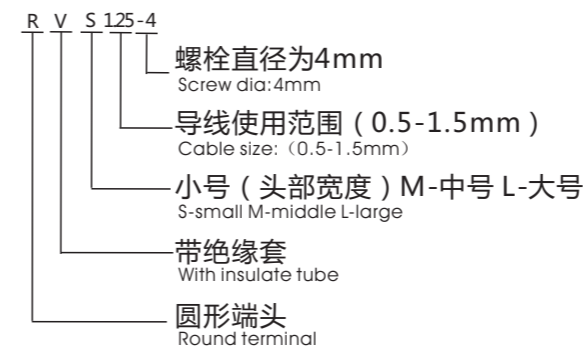 R V S 1.25-4
螺栓直径为4mm
Screw dia:4mm
导线使用范围（0.5-1.5mm）
Cable size:（0.5-1.5mm）
小号（头部宽度）M-中号 L-大号
S-small M-middle L-large
带绝缘套
With insulate tube
圆形端头
Round terminal